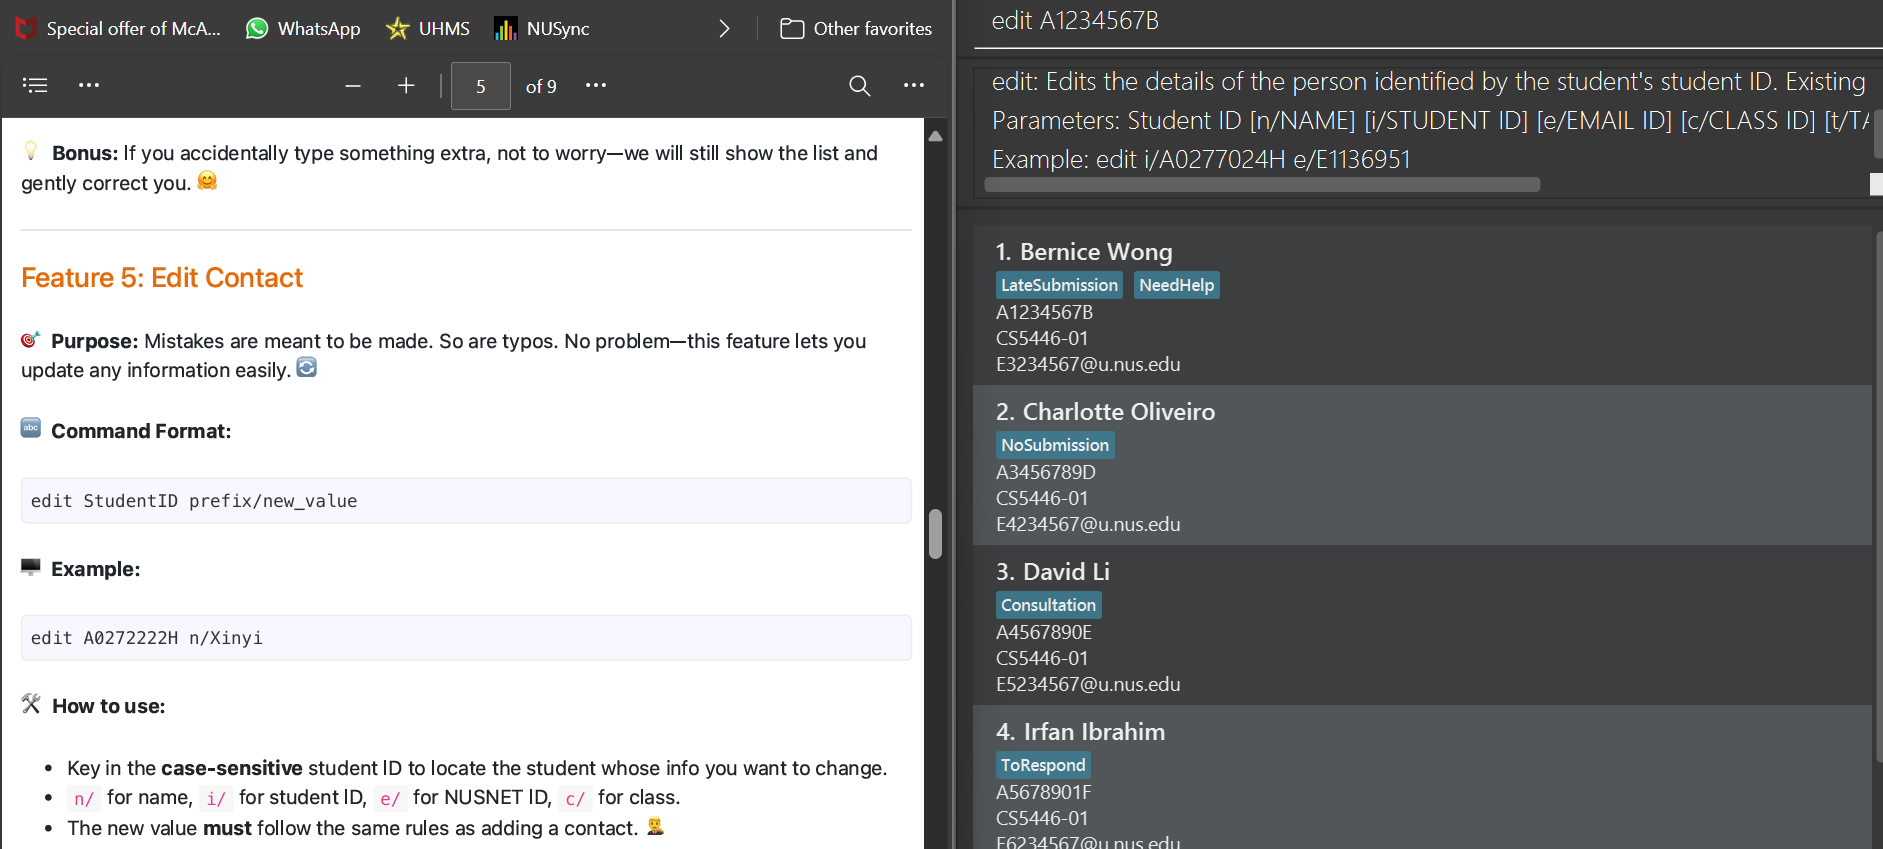 Special offer of McA... WhatsApp UHMS NUSync Other favorites
5 of 9
Bonus: If you accidentally type something extra, not to worry—we will still show the list and
gently correct you.
Feature 5: Edit Contact
Purpose: Mistakes are meant to be made. So are typos. No problem—this feature lets you
update any information easily.
Command Format:
edit StudentID prefix/new_value
Example:
edit A0272222H n/Xinyi
How to use:
• Key in the case-sensitive student ID to locate the student whose info you want to change.
• n/ for name, i/ for student ID, e/ for NUSNET ID, c/ for class.
• The new value must follow the same rules as adding a contact.
edit A1234567B
edit: Edits the details of the person identified by the student's student ID. Existing
Parameters: Student ID [n/NAME] [i/STUDENT ID] [e/EMAIL ID] [c/CLASS ID] [t/TA
Example: edit i/A0277024H e/E1136951
1. Bernice Wong
LateSubmission NeedHelp
A1234567B
CS5446-01
E3234567@u.nus.edu
2. Charlotte Oliveiro
NoSubmission
A3456789D
CS5446-01
E4234567@u.nus.edu
3. David Li
Consultation
A4567890E
CS5446-01
E5234567@u.nus.edu
4. Irfan Ibrahim
ToRespond
A5678901F
CS5446-01
E6234567@u.nus.edu